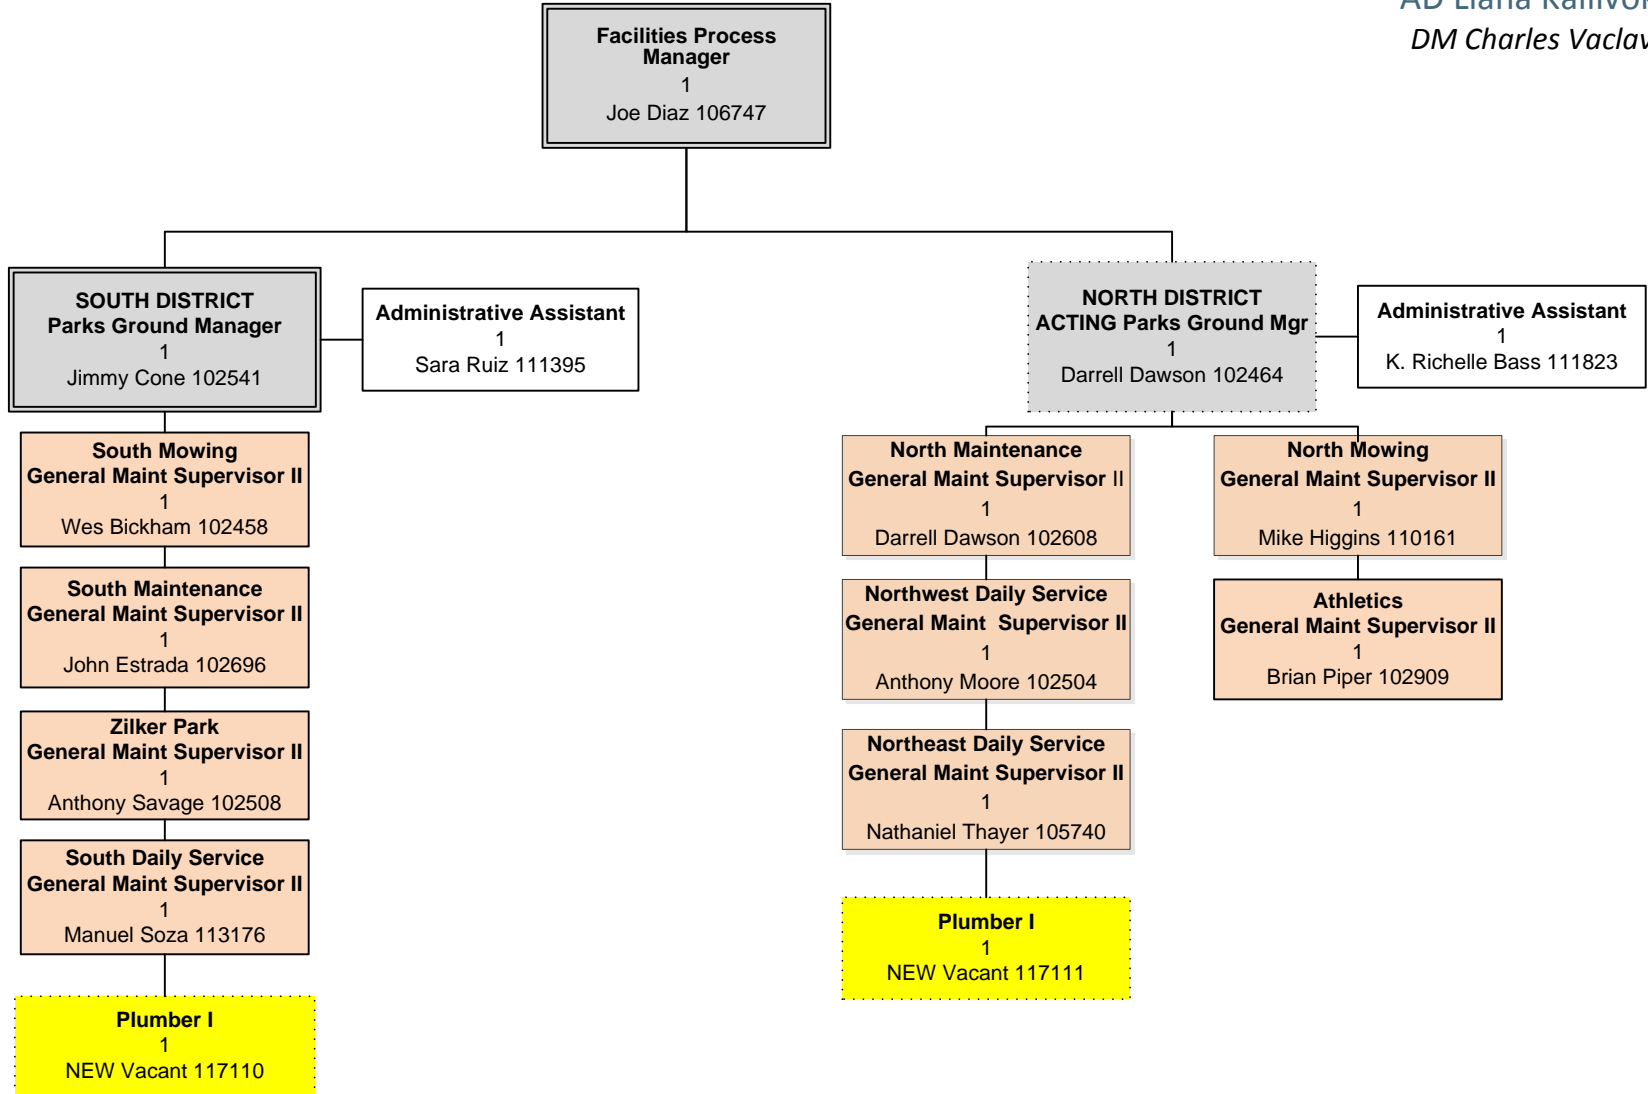 AD Liana
DM Charles
Facilities Process
Manager
1
Joe Diaz 106747
SOUTH DISTRICT
Parks Ground Manager
1
Jimmy Cone 102541
Administrative Assistant
1
Sara Ruiz 111395
NORTH DISTRICT
ACTING Parks Ground Mgr
1
Darrell Dawson 102464
Administrative Assistant
1
K. Richelle Bass 111823
South Mowing
General Maint Supervisor II
1
Wes Bickham 102458
South Maintenance
General Maint Supervisor II
1
John Estrada 102696
Zilker Park
General Maint Supervisor II
1
Anthony Savage 102508
South Daily Service
General Maint Supervisor II
1
Manuel Soza 113176
Plumber I
1
NEW Vacant 117110
North Maintenance
General Maint Supervisor II
1
Darrell Dawson 102608
Northwest Daily Service
General Maint  Supervisor II
1
Anthony Moore 102504
Northeast Daily Service
General Maint Supervisor II
1
Nathaniel Thayer 105740
Plumber I
1
NEW Vacant 117111
North Mowing
General Maint Supervisor II
1
Mike Higgins 110161
Athletics
General Maint Supervisor II
1
Brian Piper 102909